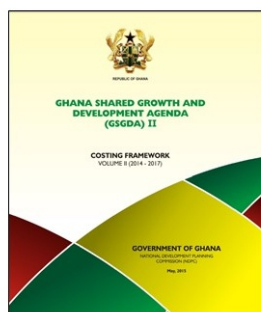 REPUBLIC OF GHANA
GHANA SHARED GROWTH AND
DEVELOPMENT AGENDA
(GSGDA) II
COSTING FRAMEWORK
VOLUME II (2014 - 2017)
GOVERNMENT OF GHANA
NATIONAL DEVELOPMENT PLANNING
COMMISSION (NDPC)
May, 2015